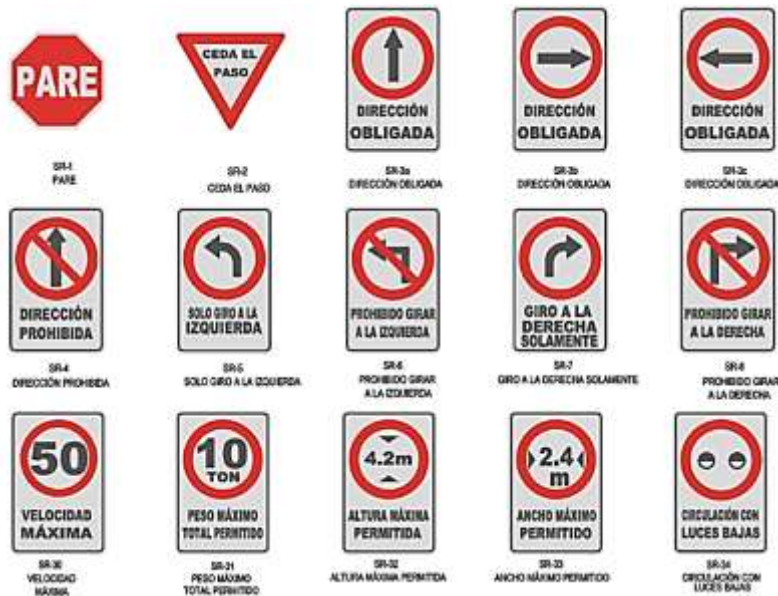 PARE
CEDA EL
PASO
DIRECCIÓN
OBLIGADA
DIRECCIÓN
OBLIGADA
DIRECCIÓN
OBLIGADA
SR-1
PARE
SR-2
CEDA EL PASO
SR-3a
DIRECCIÓN OBLIGADA
SR-3b
DIRECCIÓN OBLIGADA
SR-3c
DIRECCIÓN OBLIGADA
DIRECCIÓN
PROHIBIDA
SOLO GIRO A LA
IZQUIERDA
PROHIBIDO GIRAR
A LA IZQUIERDA
GIRO A LA
DERECHA
SOLAMENTE
PROHIBIDO GIRAR
A LA DERECHA
SR-4
DIRECCIÓN PROHIBIDA
SR-5
SOLO GIRO A LA IZQUIERDA
SR-6
PROHIBIDO GIRAR
A LA IZQUIERDA
SR-7
GIRO A LA DERECHA SOLAMENTE
SR-8
PROHIBIDO GIRAR
A LA DERECHA
50
VELOCIDAD
MÁXIMA
10
TON
PESO MÁXIMO
TOTAL PERMITIDO
4.2m
ALTURA MÁXIMA
PERMITIDA
2.4
m
ANCHO MÁXIMO
PERMITIDO
CIRCULACIÓN CON
LUCES BAJAS
SR-30
VELOCIDAD
MÁXIMA
SR-31
PESO MÁXIMO
TOTAL PERMITIDO
SR-32
ALTURA MÁXIMA PERMITIDA
SR-33
ANCHO MÁXIMO PERMITIDO
SR-34
CIRCULACIÓN CON
LUCES BAJAS